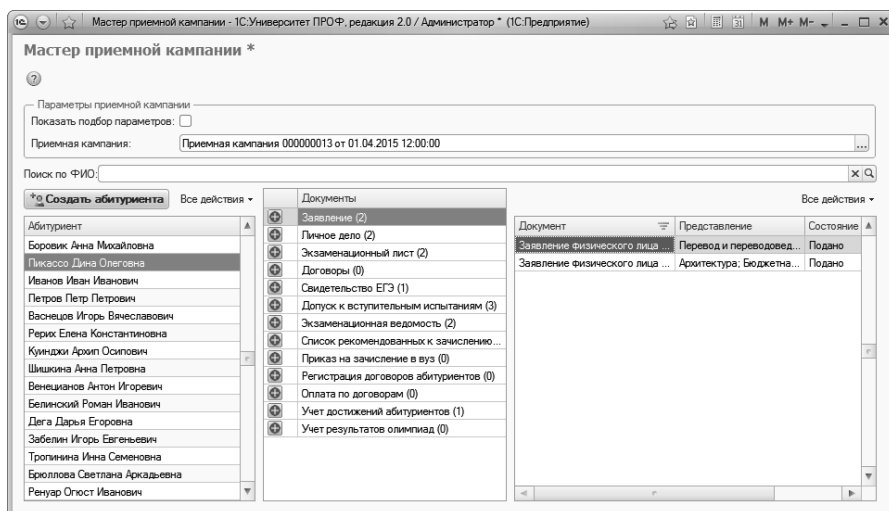 Мастер приемной кампании - 1С:Университет ПРОФ, редакция 2.0 / Администратор * (1С:Предприятие)
M M+ M-
Мастер приемной кампании *
Параметры приемной кампании
Показать подбор параметров:
Приемная кампания: Приемная кампания 000000013 от 01.04.2015 12:00:00 ...
Поиск по ФИО:
Создать абитуриента Все действия
Абитуриент
Боровик Анна Михайловна
Пикассо Дина Олеговна
Иванов Иван Иванович
Петров Петр Петрович
Васнецов Игорь Вячеславович
Рерих Елена Константиновна
Куинджи Архип Осипович
Шишкина Анна Петровна
Венецианов Антон Игоревич
Белинский Роман Иванович
Дега Дарья Егоровна
Забелин Игорь Евгеньевич
Тропинина Инна Семеновна
Брюллова Светлана Аркадьевна
Ренуар Огюст Иванович
Документы
Заявление (2)
Личное дело (2)
Экзаменационный лист (2)
Договоры (0)
Свидетельство ЕГЭ (1)
Допуск к вступительным испытаниям (3)
Экзаменационная ведомость (2)
Список рекомендованных к зачислению...
Приказ на зачисление в вуз (0)
Регистрация договоров абитуриентов (0)
Оплата по договорам (0)
Учет достижений абитуриентов (1)
Учет результатов олимпиад (0)
Все действия
Документ Представление Состояние
Заявление физического лица ... Перевод и переводовед... Подано
Заявление физического лица ... Архитектура; Бюджетна... Подано